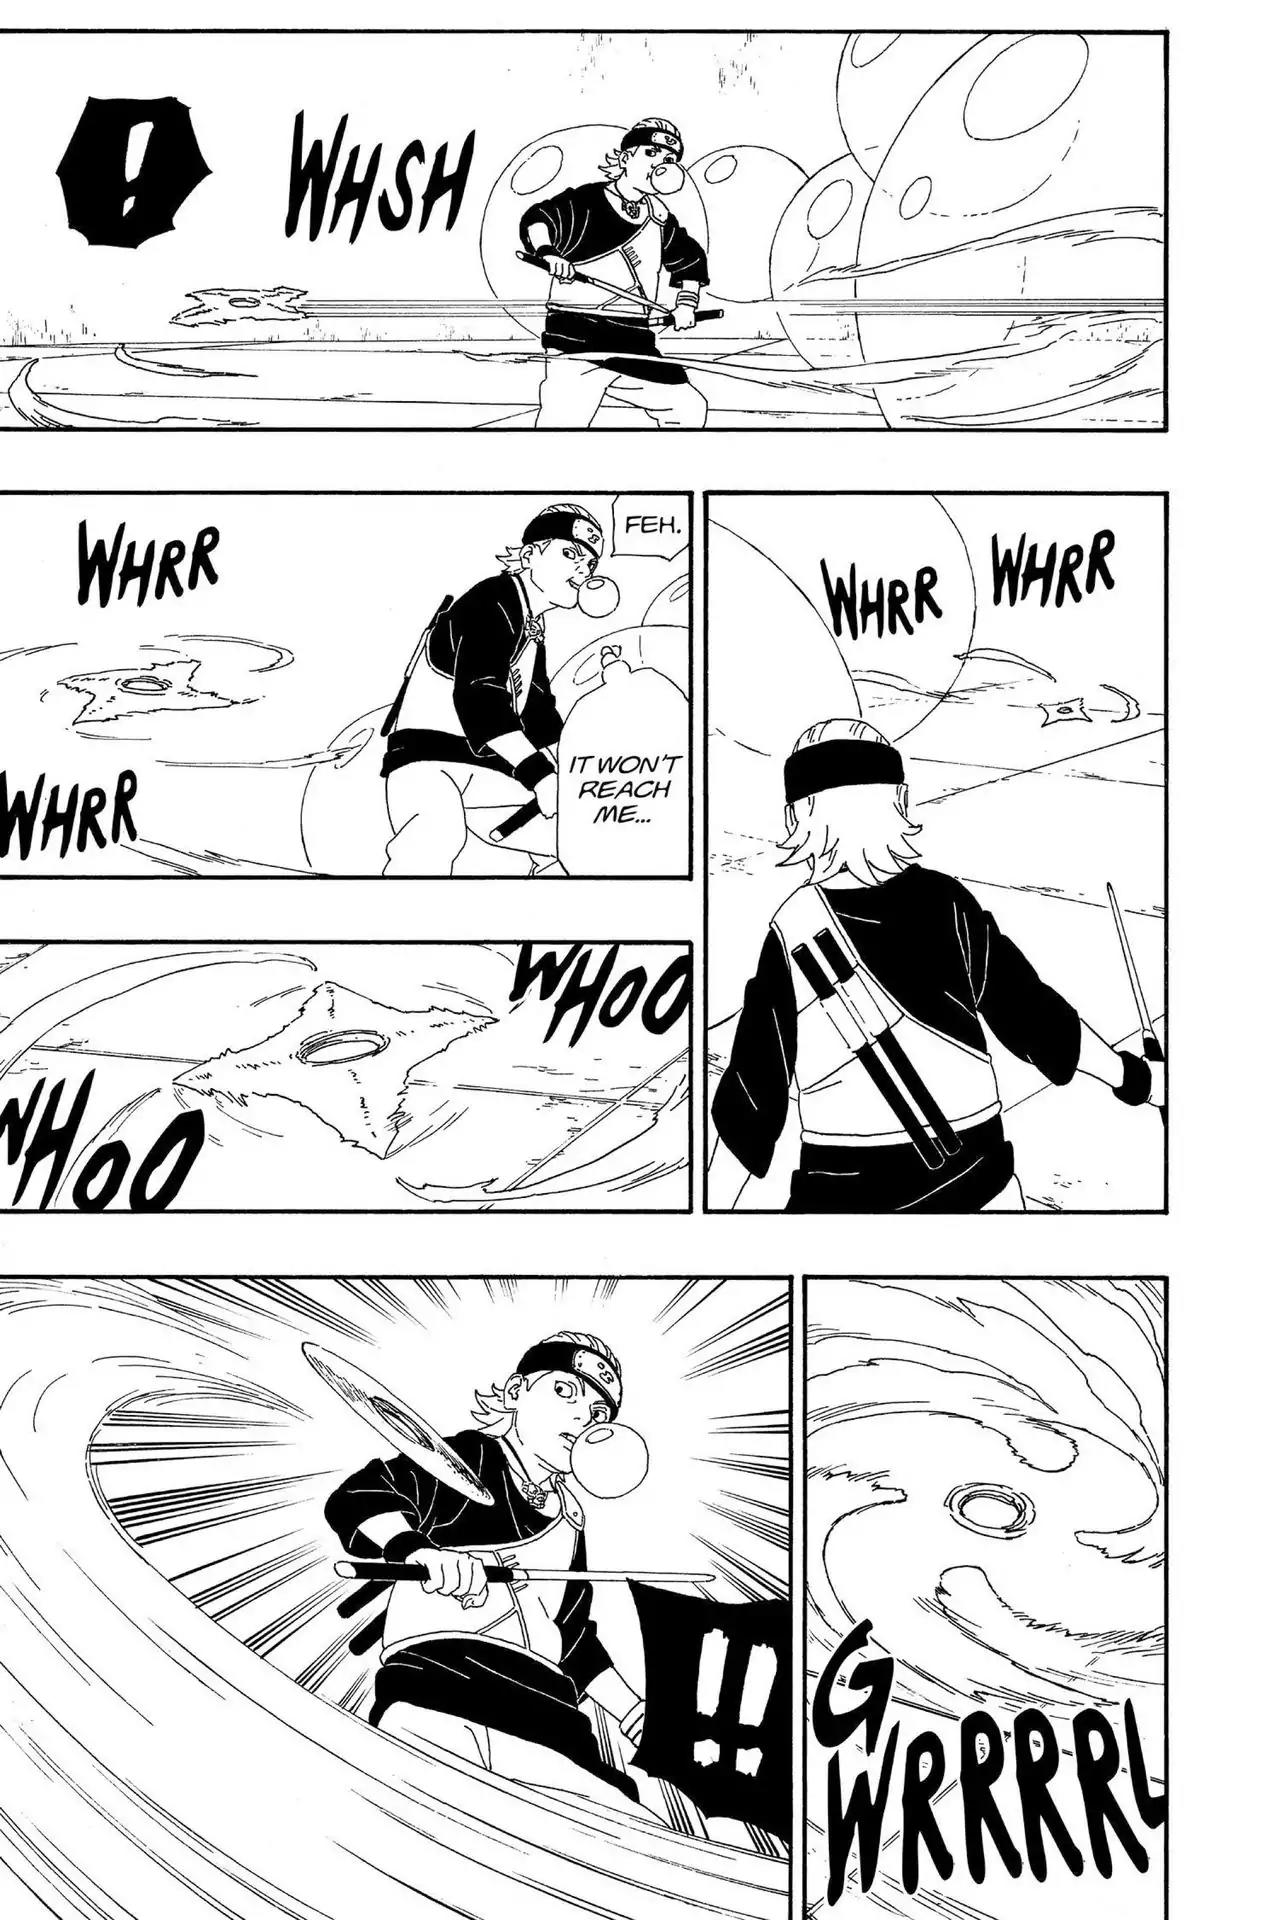 WHSH
!
WHRR
WHRR
FEH.
IT WON'T
REACH
ME...
WHRR
WHRR
WHOO
WHOO
G
WRRRRL
!!